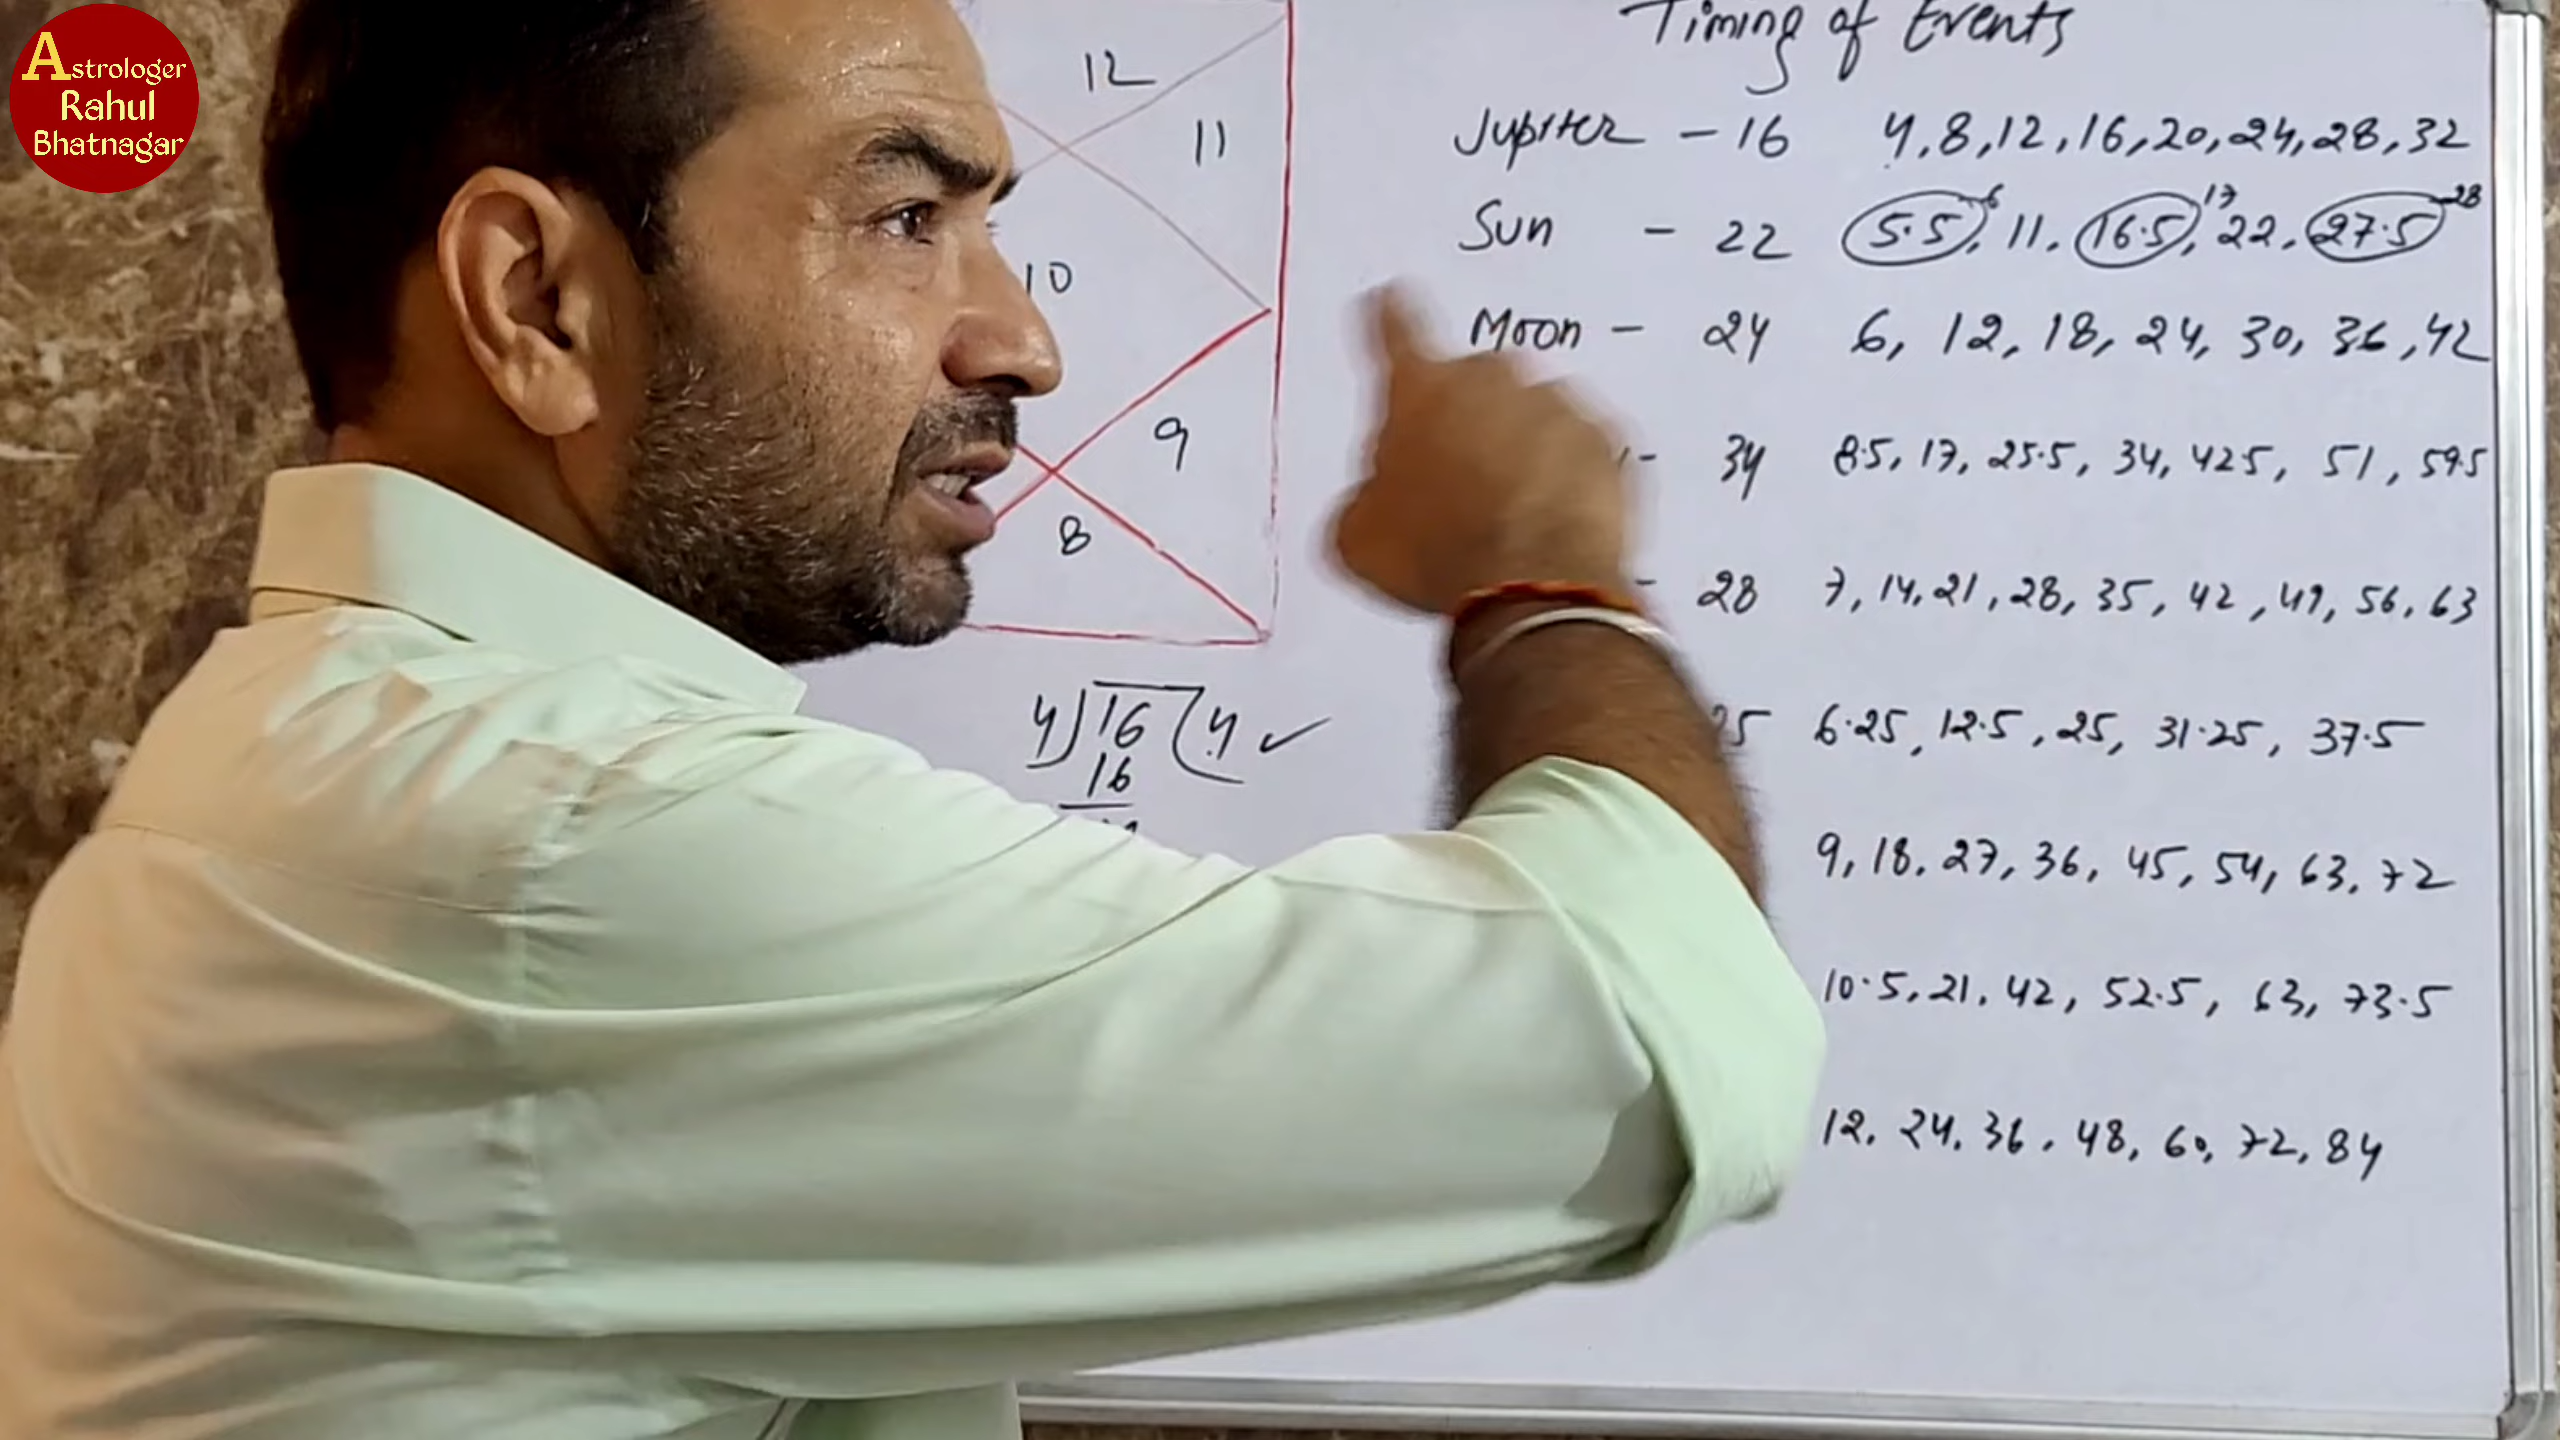 Astrologer
Rahul
Bhatnagar
12
11
10
9
8
4)16(4 ✓
16
Timing of Events
Jupiter - 16 4,8,12,16,20,24,28,32
Sun - 22 5.5 6, 11, 16.5 17, 22, 27.5 28
Moon - 24 6, 12, 18, 24, 30, 36, 42
- 34 8.5, 17, 25.5, 34, 42.5, 51, 59.5
- 28 7, 14, 21, 28, 35, 42, 49, 56, 63
25 6.25, 12.5, 25, 31.25, 37.5
9, 18, 27, 36, 45, 54, 63, 72
10.5, 21, 42, 52.5, 63, 73.5
12, 24, 36, 48, 60, 72, 84